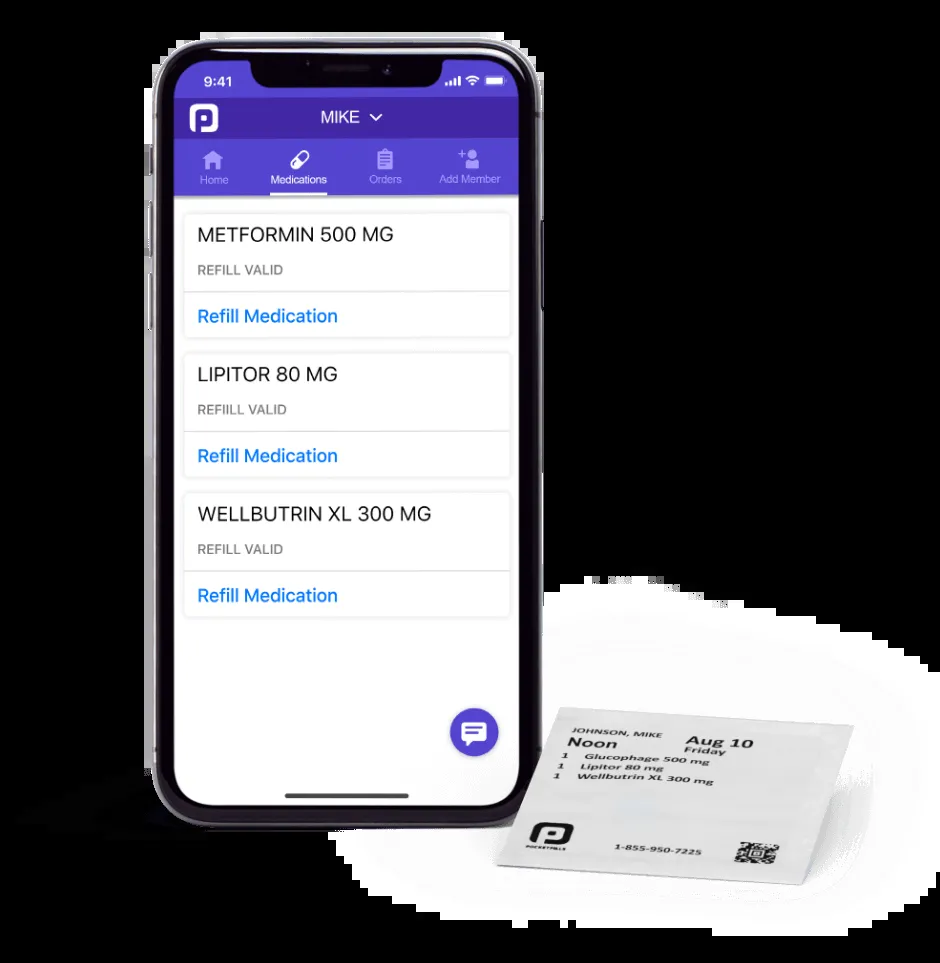 9:41
MIKE
Home
Medications
Orders
Add Member
METFORMIN 500 MG
REFILL VALID
Refill Medication
LIPITOR 80 MG
REFIILL VALID
Refill Medication
WELLBUTRIN XL 300 MG
REFILL VALID
Refill Medication
JOHNSON, MIKE
Noon
Aug 10
Friday
1 Glucophage 500 mg
1 Lipitor 80 mg
1 Wellbutrin XL 300 mg
POCKETPILLS
1-855-950-7225